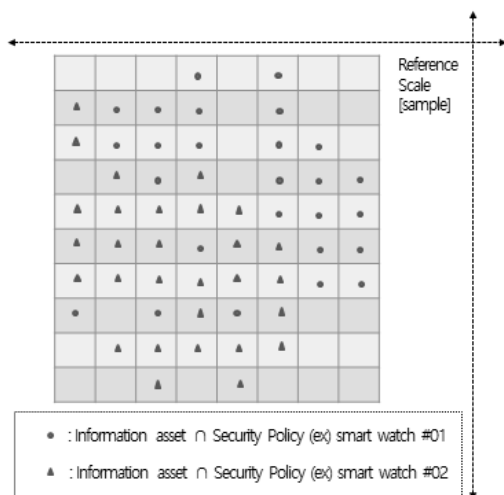 Reference
Scale
[sample]
● : Information asset ∩ Security Policy (ex) smart watch #01
▲ : Information asset ∩ Security Policy (ex) smart watch #02